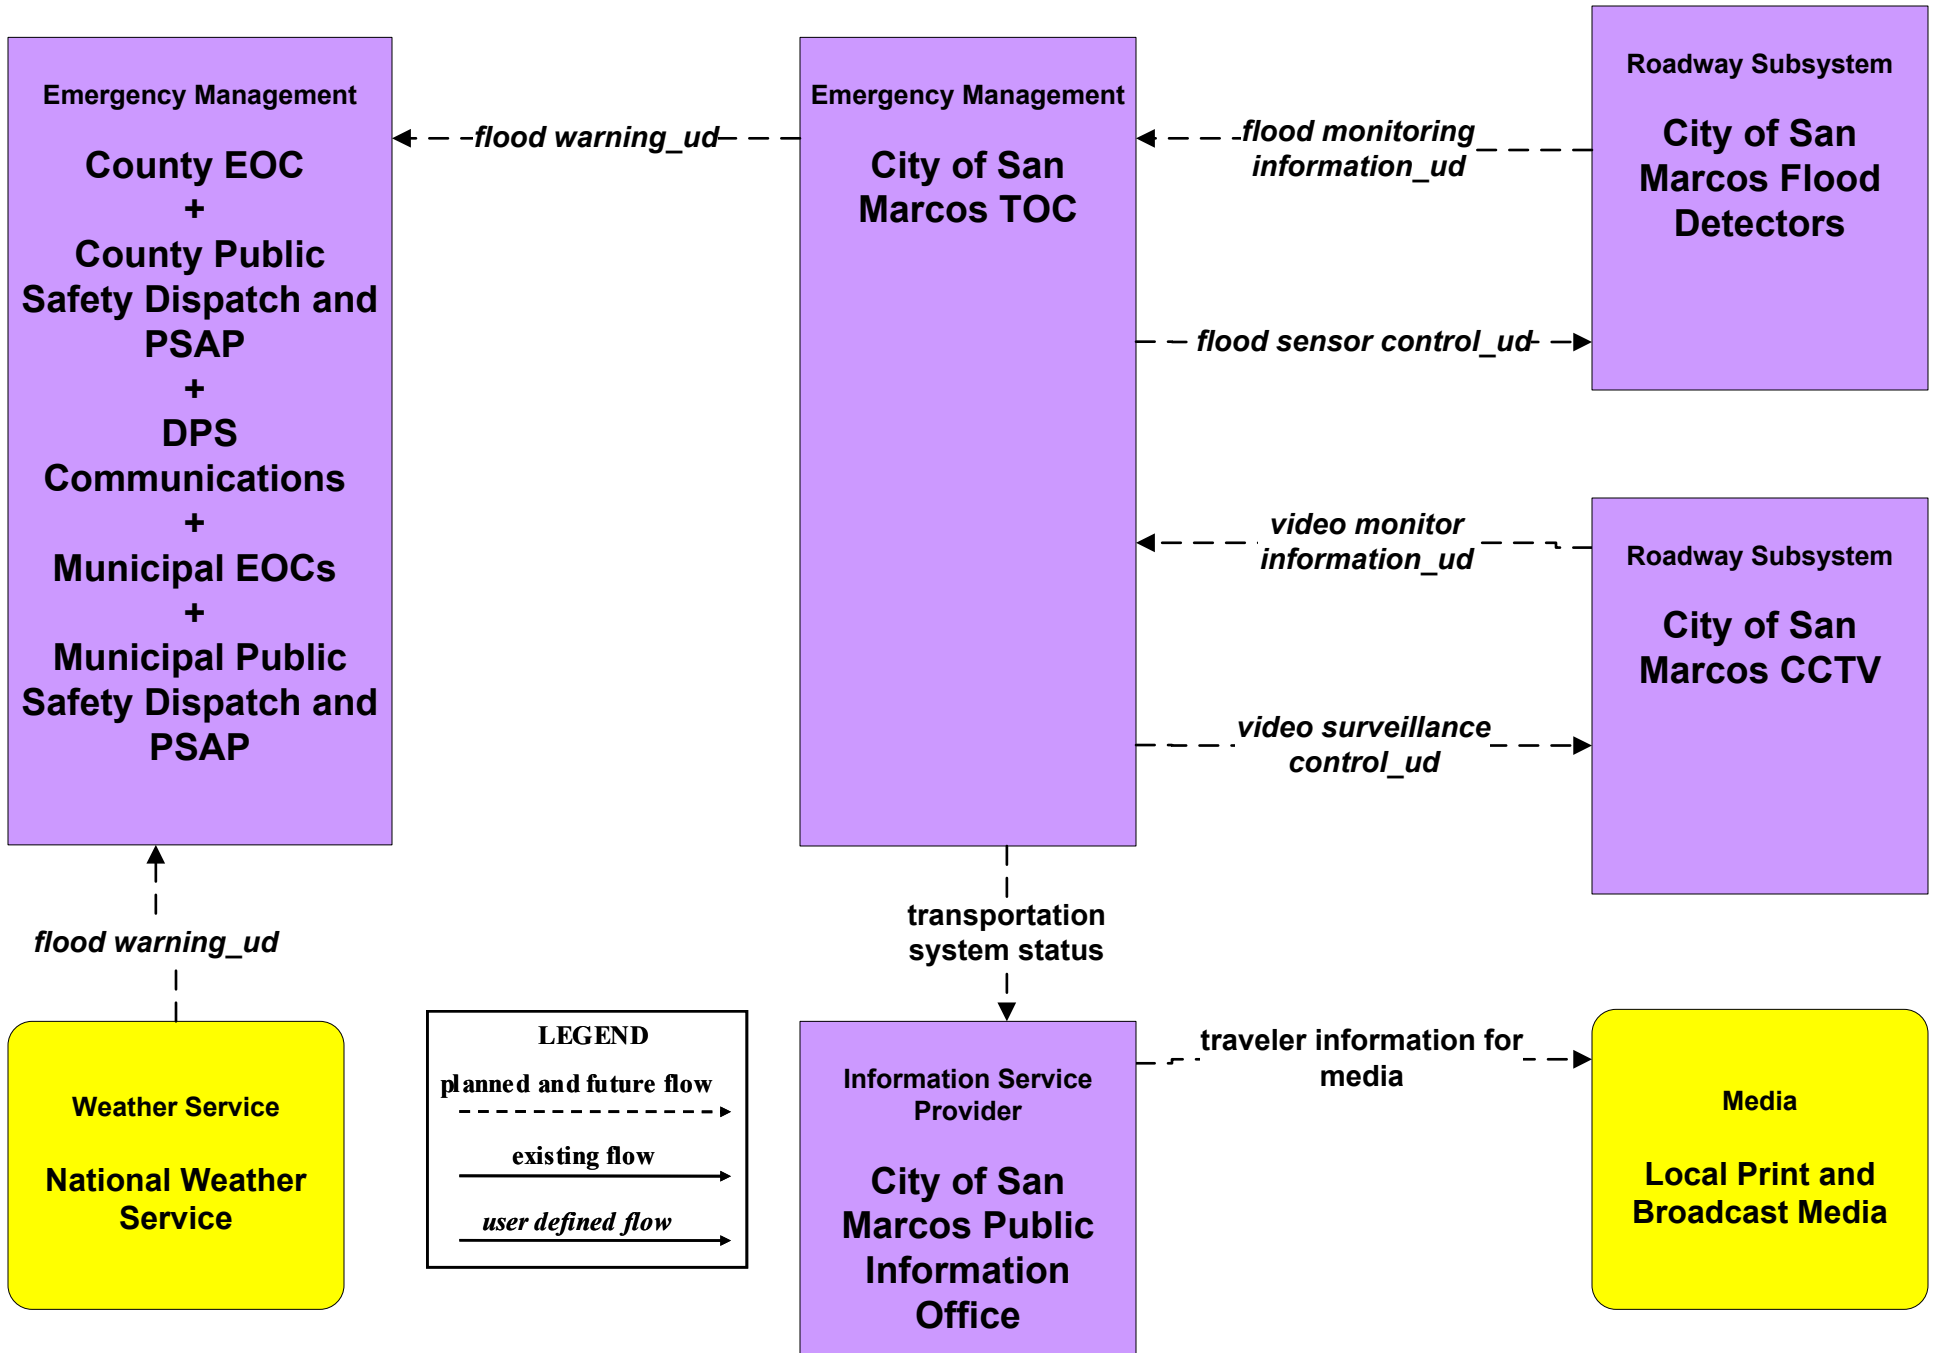 Emergency Management
County EOC
+
County Public
Safety Dispatch and
PSAP
+
DPS
Communications
+
Municipal EOCs
+
Municipal Public
Safety Dispatch and
PSAP
flood warning_ud
Emergency Management
City of San
Marcos TOC
flood monitoring
information_ud
Roadway Subsystem
City of San
Marcos Flood
Detectors
flood sensor control_ud
video monitor
information_ud
Roadway Subsystem
City of San
Marcos CCTV
video surveillance
control_ud
flood warning_ud
transportation
system status
Weather Service
National Weather
Service
LEGEND
planned and future flow
existing flow
user defined flow
Information Service
Provider
City of San
Marcos Public
Information
Office
traveler information for
media
Media
Local Print and
Broadcast Media